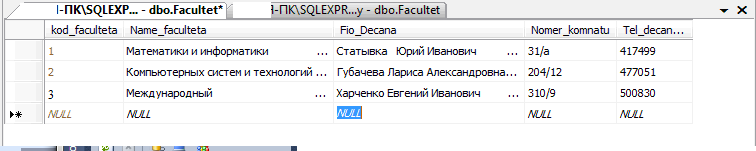 І-ПК\SQLEXPR... - dbo.Facultet* І-ПК\SQLEXPR...y - dbo.Facultet
kod_faculteta Name_faculteta Fio_Decana Nomer_komnatu Tel_decan...
1 Математики и информатики ... Статывка Юрий Иванович ... 31/а 417499
2 Компьютерных систем и технологий ... Губачева Лариса Александровна... 204/12 477051
3 Международный ... Харченко Евгений Иванович ... 310/9 500830
NULL NULL NULL NULL NULL